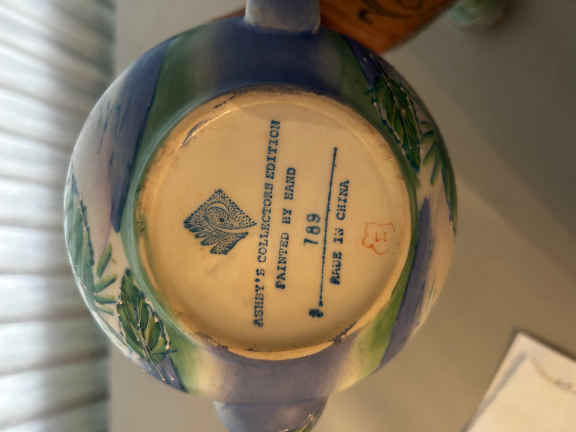 ASHBY'S COLLECTORS EDITION
PAINTED BY HAND
789
MADE IN CHINA